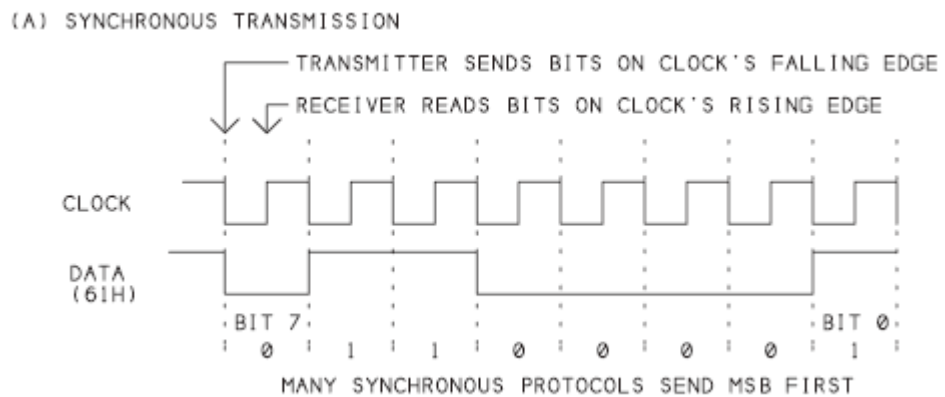 (A) SYNCHRONOUS TRANSMISSION
TRANSMITTER SENDS BITS ON CLOCK'S FALLING EDGE
RECEIVER READS BITS ON CLOCK'S RISING EDGE
CLOCK
DATA
(61H)
BIT 7 BIT 0
0 1 1 0 0 0 0 1
MANY SYNCHRONOUS PROTOCOLS SEND MSB FIRST